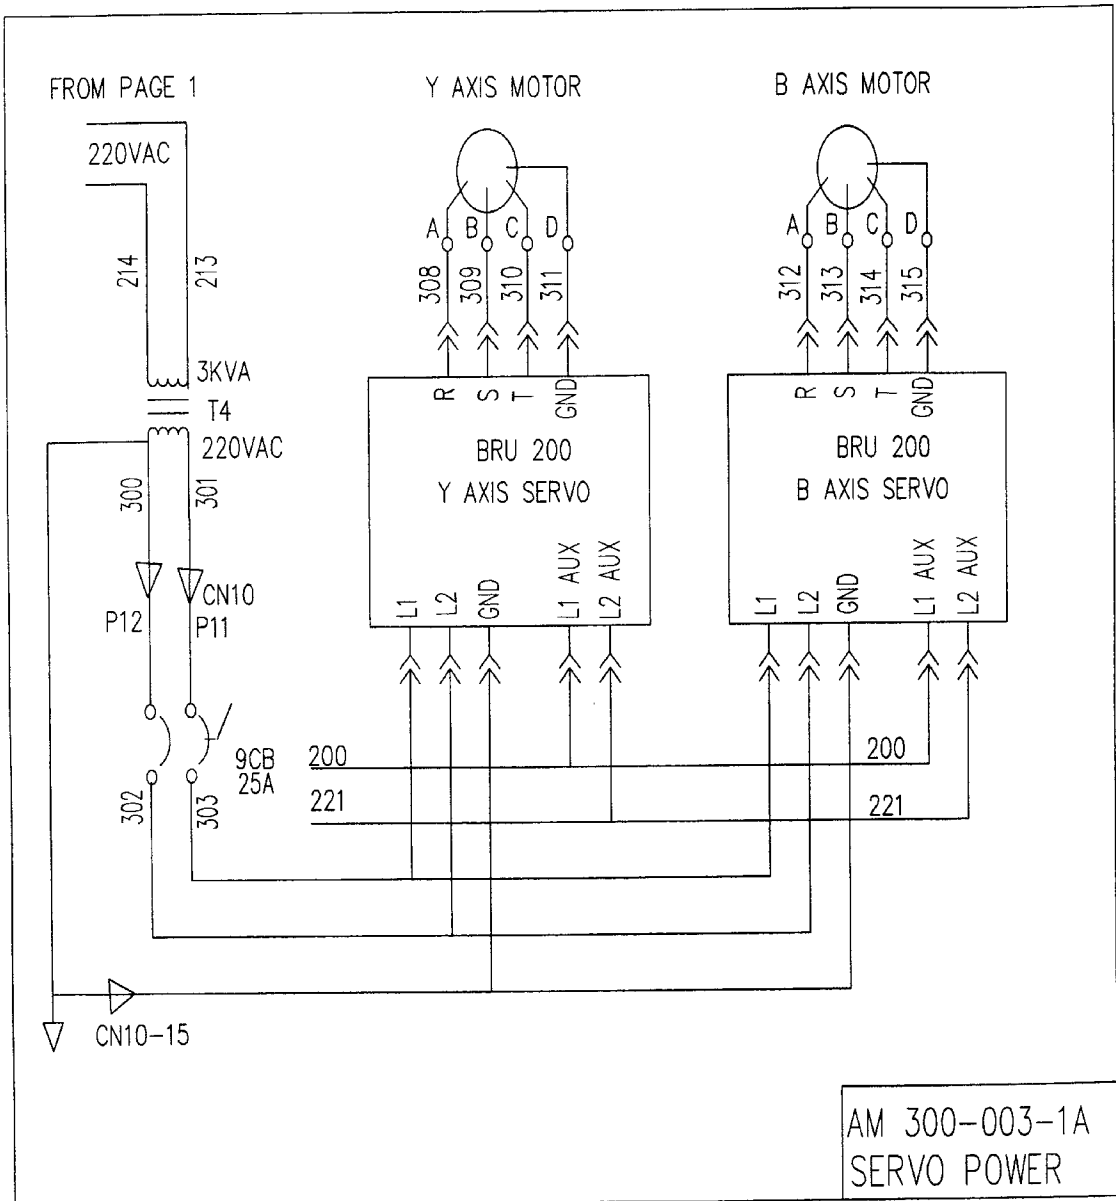 FROM PAGE 1
Y AXIS MOTOR
B AXIS MOTOR
220VAC
A B C D
A B C D
214
213
308
309
310
311
312
313
314
315
3KVA
T4
220VAC
R
S
T
GND
R
S
T
GND
BRU 200
Y AXIS SERVO
BRU 200
B AXIS SERVO
300
301
L1
L2
GND
L1 AUX
L2 AUX
L1
L2
GND
L1 AUX
L2 AUX
CN10
P12
P11
9CB
25A
200
200
302
303
221
221
CN10-15
AM 300-003-1A
SERVO POWER